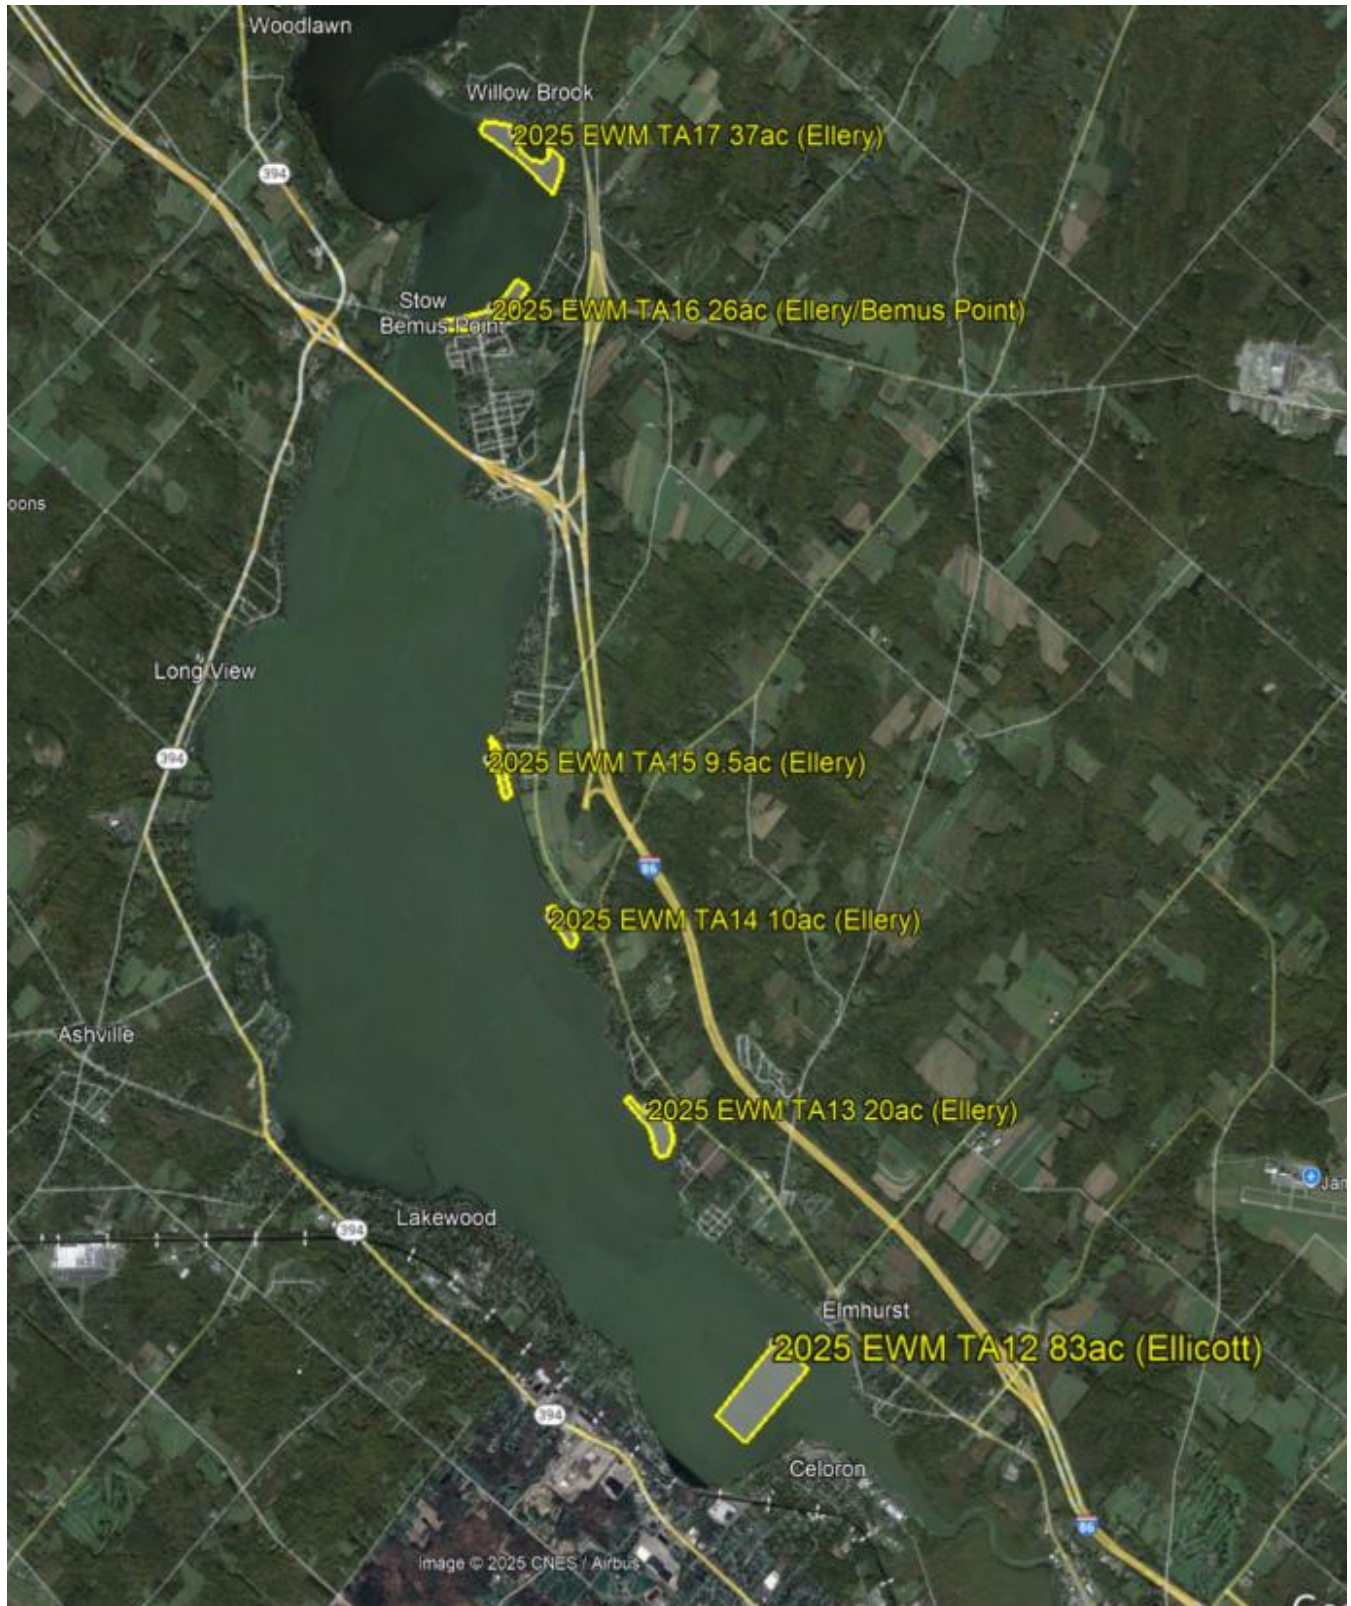 Woodlawn
Willow Brook
2025 EWM TA17 37ac (Ellery)
394
Stow
2025 EWM TA16 26ac (Ellery/Bemus Point)
Bemus Point
oons
Long View
394
2025 EWM TA15 9.5ac (Ellery)
86
2025 EWM TA14 10ac (Ellery)
Ashville
2025 EWM TA13 20ac (Ellery)
Jan
Lakewood
394
Elmhurst
2025 EWM TA12 83ac (Ellicott)
394
Celoron
86
Image © 2025 CNES / Airbus